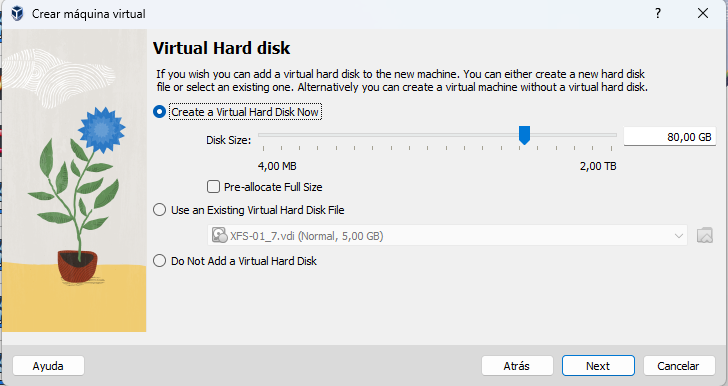 Crear máquina virtual
Virtual Hard disk
If you wish you can add a virtual hard disk to the new machine. You can either create a new hard disk
file or select an existing one. Alternatively you can create a virtual machine without a virtual hard disk.
Create a Virtual Hard Disk Now
Disk Size: 80,00 GB
4,00 MB 2,00 TB
Pre-allocate Full Size
Use an Existing Virtual Hard Disk File
XFS-01_7.vdi (Normal, 5,00 GB)
Do Not Add a Virtual Hard Disk
Ayuda Atrás Next Cancelar